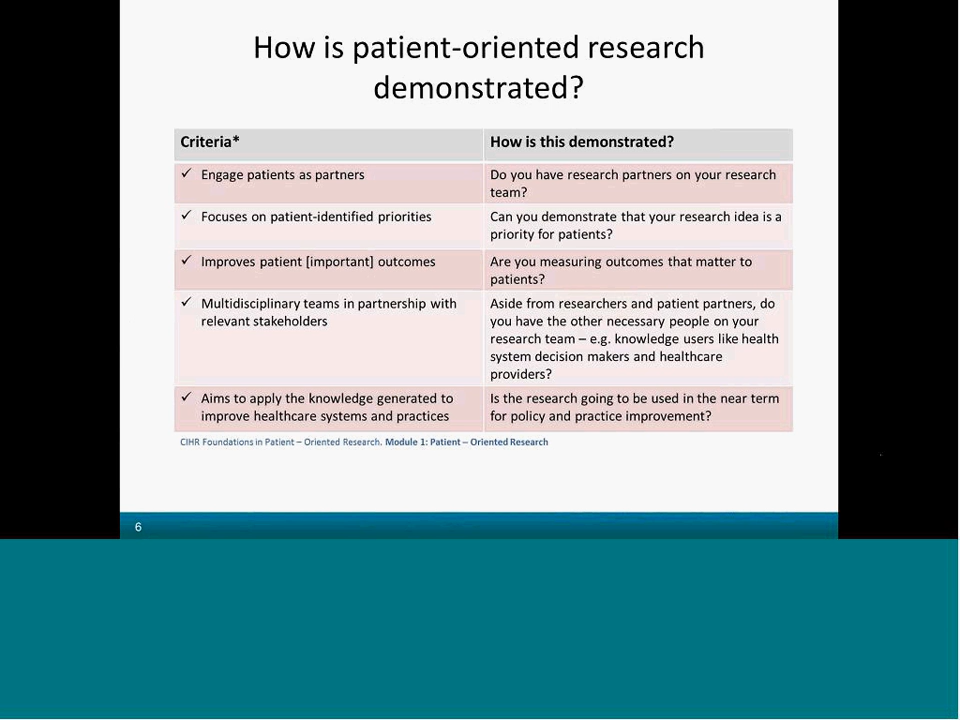 How is patient-oriented research
demonstrated?
Criteria*
How is this demonstrated?
✓ Engage patients as partners
Do you have research partners on your research
team?
✓ Focuses on patient-identified priorities
Can you demonstrate that your research idea is a
priority for patients?
✓ Improves patient [important] outcomes
Are you measuring outcomes that matter to
patients?
✓ Multidisciplinary teams in partnership with
relevant stakeholders
Aside from researchers and patient partners, do
you have the other necessary people on your
research team – e.g. knowledge users like health
system decision makers and healthcare
providers?
✓ Aims to apply the knowledge generated to
improve healthcare systems and practices
Is the research going to be used in the near term
for policy and practice improvement?
CIHR Foundations in Patient – Oriented Research. Module 1: Patient – Oriented Research
6